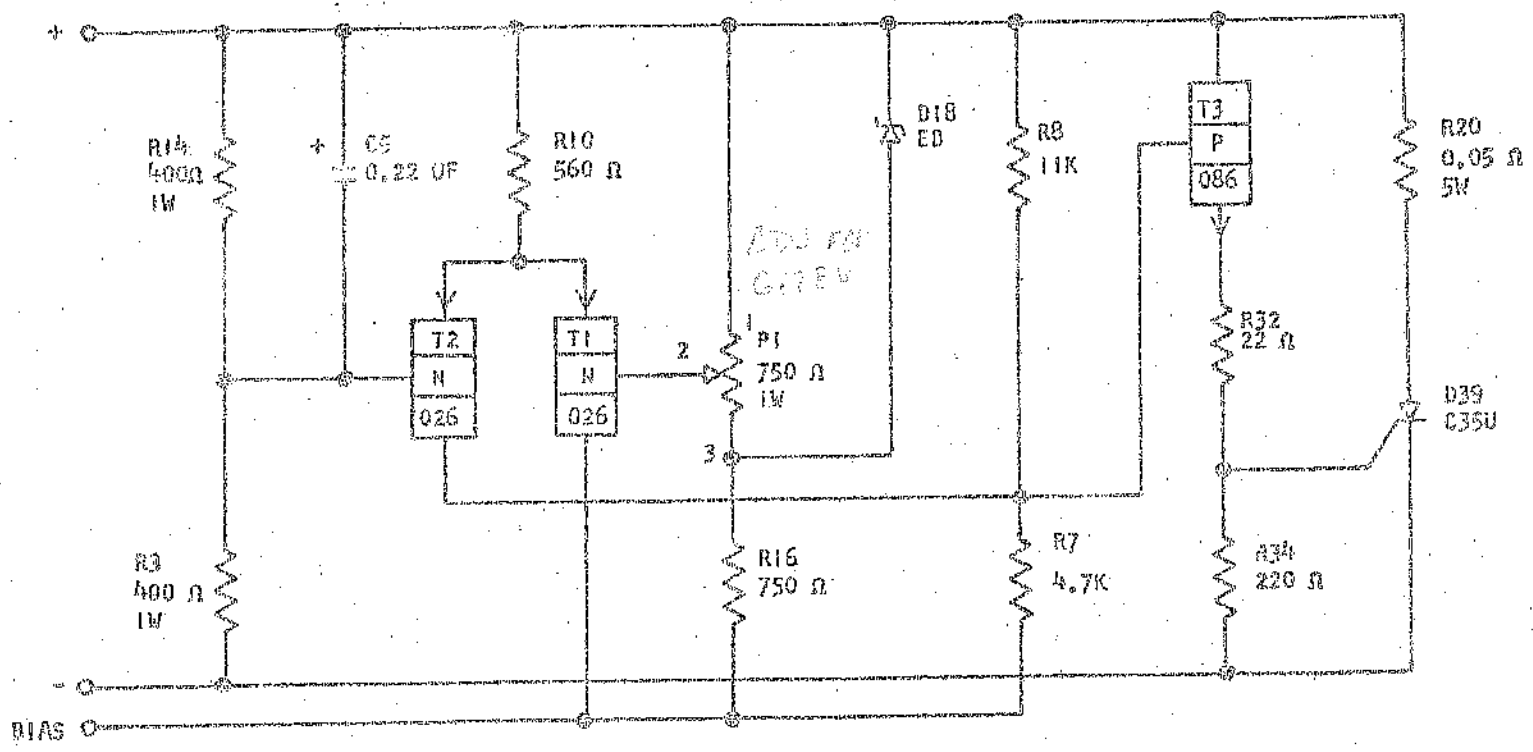 +
R14
400Ω
1W
+
C5
0.22 UF
R10
560 Ω
D18
ED
R8
11K
T3
P
086
R20
0.05 Ω
5W
T2
N
026
T1
N
026
2
1
P1
750 Ω
1W
3
R32
22 Ω
D39
C35U
R3
400 Ω
1W
R16
750 Ω
R7
4.7K
R34
220 Ω
-
BIAS